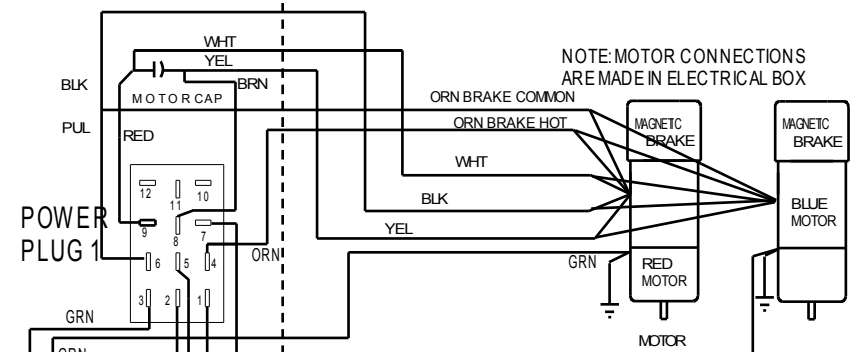 WHT
YEL
BLK
BRN
MOTOR CAP
PUL
RED
NOTE: MOTOR CONNECTIONS
ARE MADE IN ELECTRICAL BOX
ORN BRAKE COMMON
ORN BRAKE HOT
WHT
BLK
YEL
MAGNETIC
BRAKE
MAGNETIC
BRAKE
12
11
10
POWER
PLUG 1
9
8
7
6
5
4
ORN
3
2
1
GRN
GRN
GRN
RED
MOTOR
BLUE
MOTOR
MOTOR